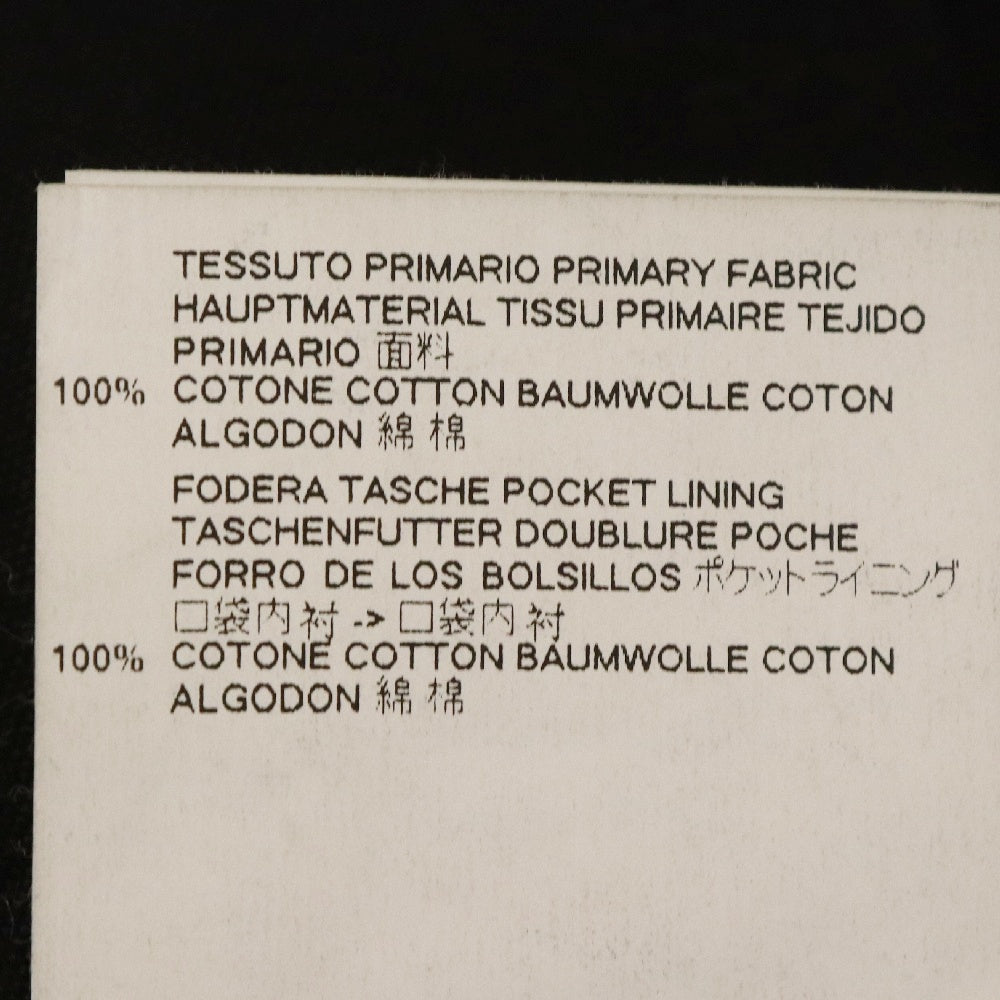 TESSUTO PRIMARIO PRIMARY FABRIC
HAUPTMATERIAL TISSU PRIMAIRE TEJIDO
PRIMARIO 面料
100% COTONE COTTON BAUMWOLLE COTON
ALGODON 綿 棉
FODERA TASCHE POCKET LINING
TASCHENFUTTER DOUBLURE POCHE
FORRO DE LOS BOLSILLOS ポケットライニング
口袋内衬 -> 口袋内衬
100% COTONE COTTON BAUMWOLLE COTON
ALGODON 綿 棉